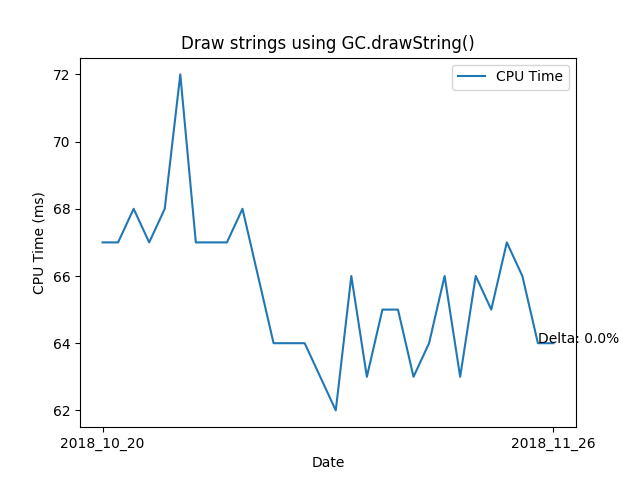 Draw strings using GC.drawString()
CPU Time
72
70
68
66
64
62
CPU Time (ms)
Delta: 0.0%
2018_10_20
2018_11_26
Date